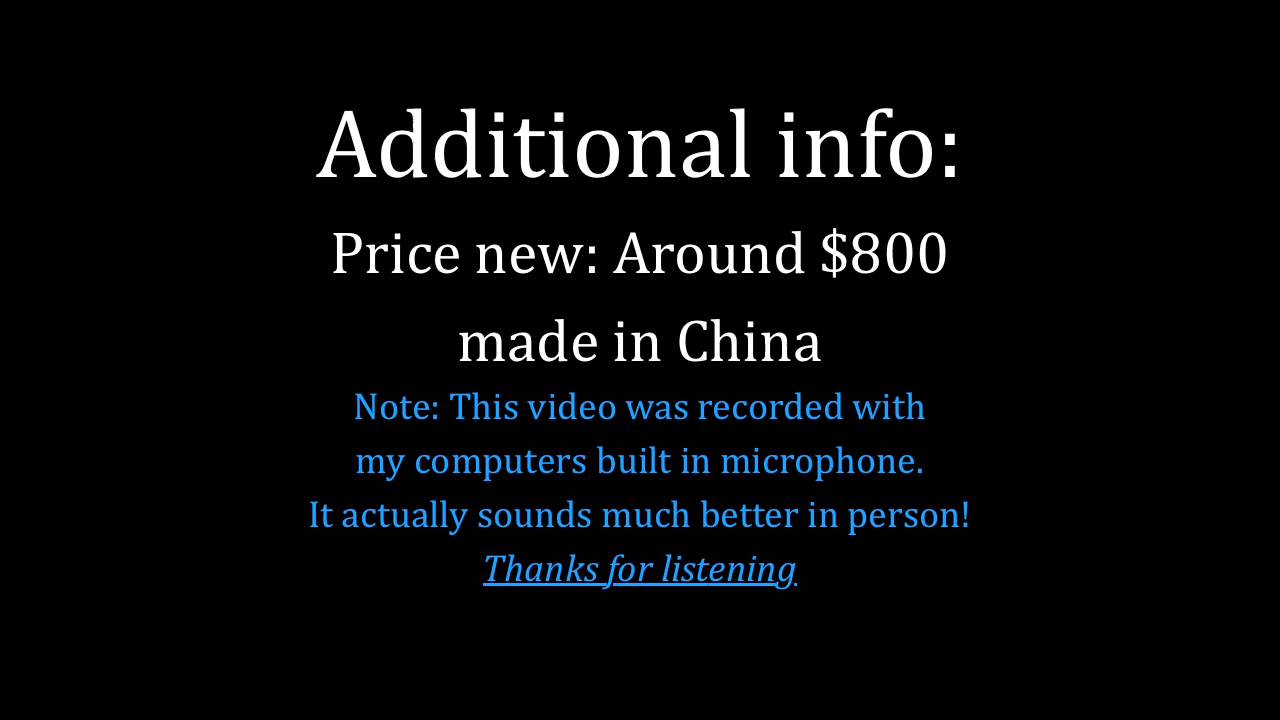 Additional info:
Price new: Around $800
made in China
Note: This video was recorded with
my computers built in microphone.
It actually sounds much better in person!
Thanks for listening